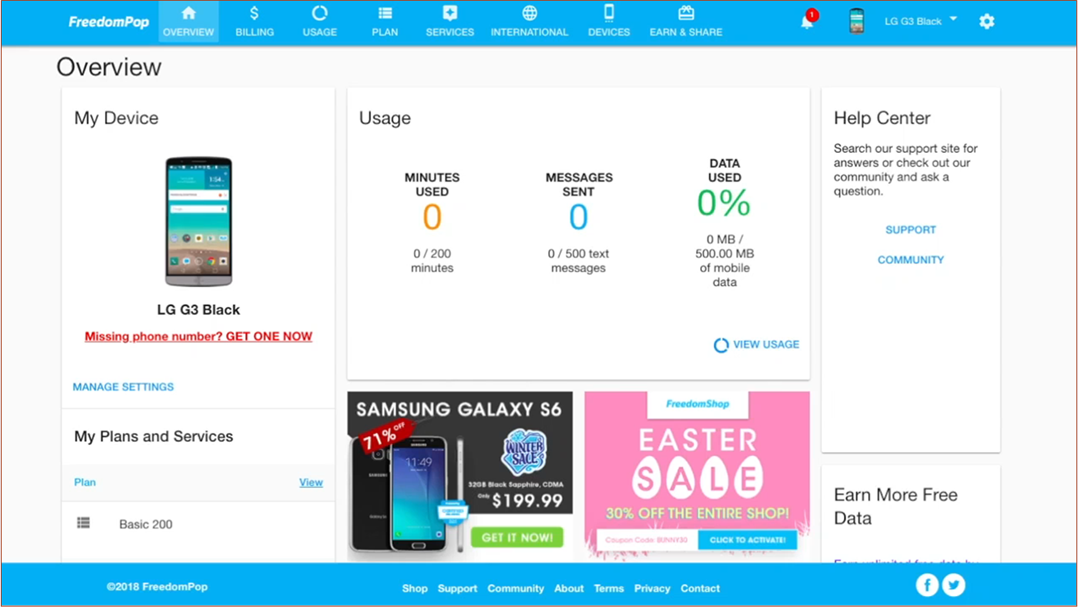 FreedomPop
OVERVIEW
BILLING
USAGE
PLAN
SERVICES
INTERNATIONAL
DEVICES
EARN & SHARE
1
LG G3 Black
Overview
My Device
1:54
LG G3 Black
Missing phone number? GET ONE NOW
MANAGE SETTINGS
My Plans and Services
Plan
View
Basic 200
Usage
MINUTES
USED
0
0 / 200
minutes
MESSAGES
SENT
0
0 / 500 text
messages
DATA
USED
0%
0 MB /
500.00 MB
of mobile
data
VIEW USAGE
SAMSUNG GALAXY S6
71% OFF
11:49
WINTER
SALE
32GB Black Sapphire, CDMA
Only $199.99
GET IT NOW!
FreedomShop
EASTER
SALE
30% OFF THE ENTIRE SHOP!
Coupon Code: BUNNY30
CLICK TO ACTIVATE!
Help Center
Search our support site for
answers or check out our
community and ask a
question.
SUPPORT
COMMUNITY
Earn More Free
Data
©2018 FreedomPop
Shop
Support
Community
About
Terms
Privacy
Contact